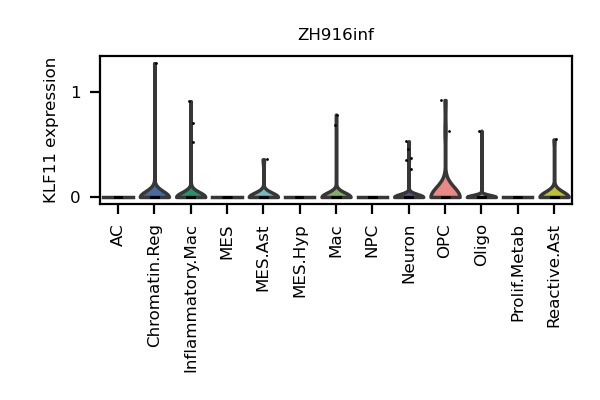 ZH916inf
KLF11 expression
1
0
AC
Chromatin.Reg
Inflammatory.Mac
MES
MES.Ast
MES.Hyp
Mac
NPC
Neuron
OPC
Oligo
Prolif.Metab
Reactive.Ast